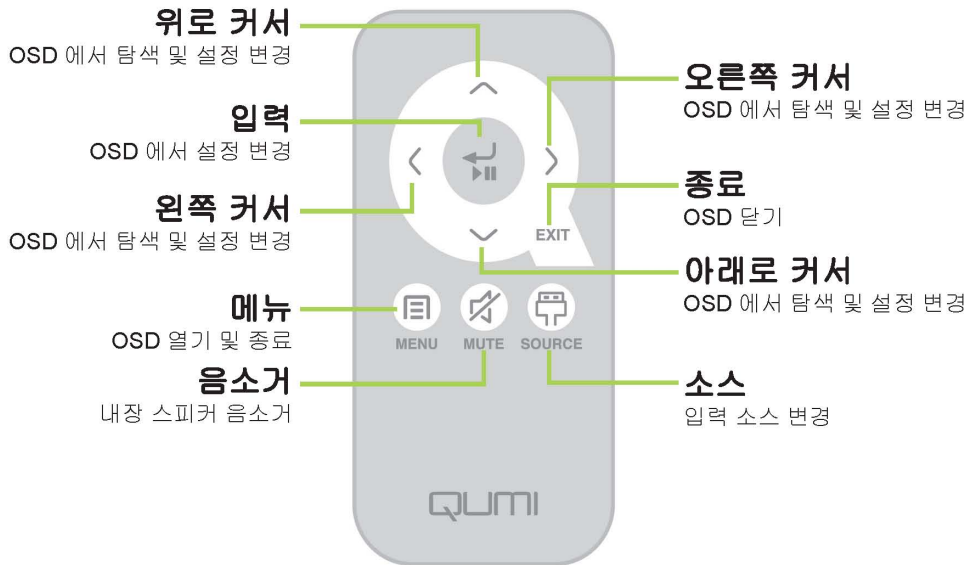 위로 커서
OSD 에서 탐색 및 설정 변경
입력
OSD 에서 설정 변경
왼쪽 커서
OSD 에서 탐색 및 설정 변경
메뉴
OSD 열기 및 종료
음소거
내장 스피커 음소거
오른쪽 커서
OSD 에서 탐색 및 설정 변경
종료
OSD 닫기
아래로 커서
OSD 에서 탐색 및 설정 변경
소스
입력 소스 변경
EXIT
MENU MUTE SOURCE
QUMI